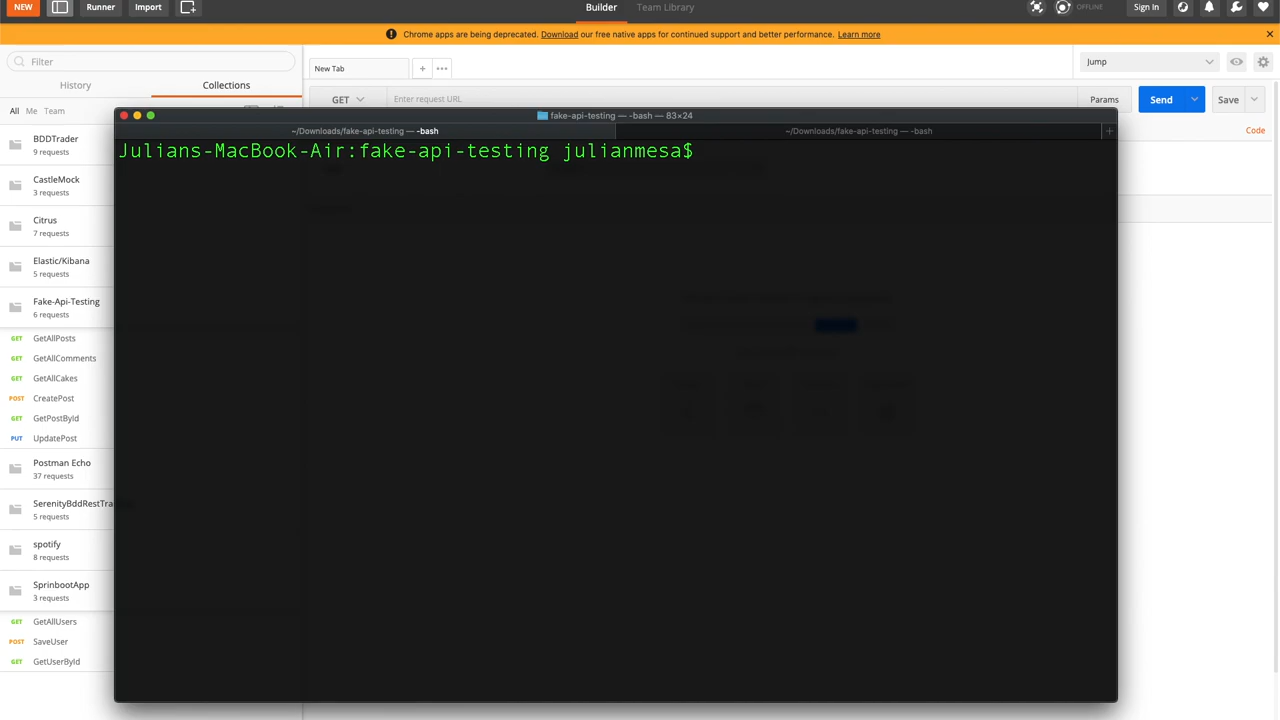 NEW
Runner
Import
Builder
Team Library
OFFLINE
Sign In
Chrome apps are being deprecated. Download our free native apps for continued support and better performance. Learn more
Filter
History
Collections
All Me Team
BDDTrader
9 requests
CastleMock
3 requests
Citrus
7 requests
Elastic/Kibana
5 requests
Fake-Api-Testing
6 requests
GET GetAllPosts
GET GetAllComments
GET GetAllCakes
POST CreatePost
GET GetPostById
PUT UpdatePost
Postman Echo
37 requests
SerenityBddRestTra
5 requests
spotify
8 requests
SprinbootApp
3 requests
GET GetAllUsers
POST SaveUser
GET GetUserById
New Tab
Jump
GET
Enter request URL
Params
Send
Save
Code
fake-api-testing — -bash — 83×24
~/Downloads/fake-api-testing — -bash
~/Downloads/fake-api-testing — -bash
Julians-MacBook-Air:fake-api-testing julianmesa$